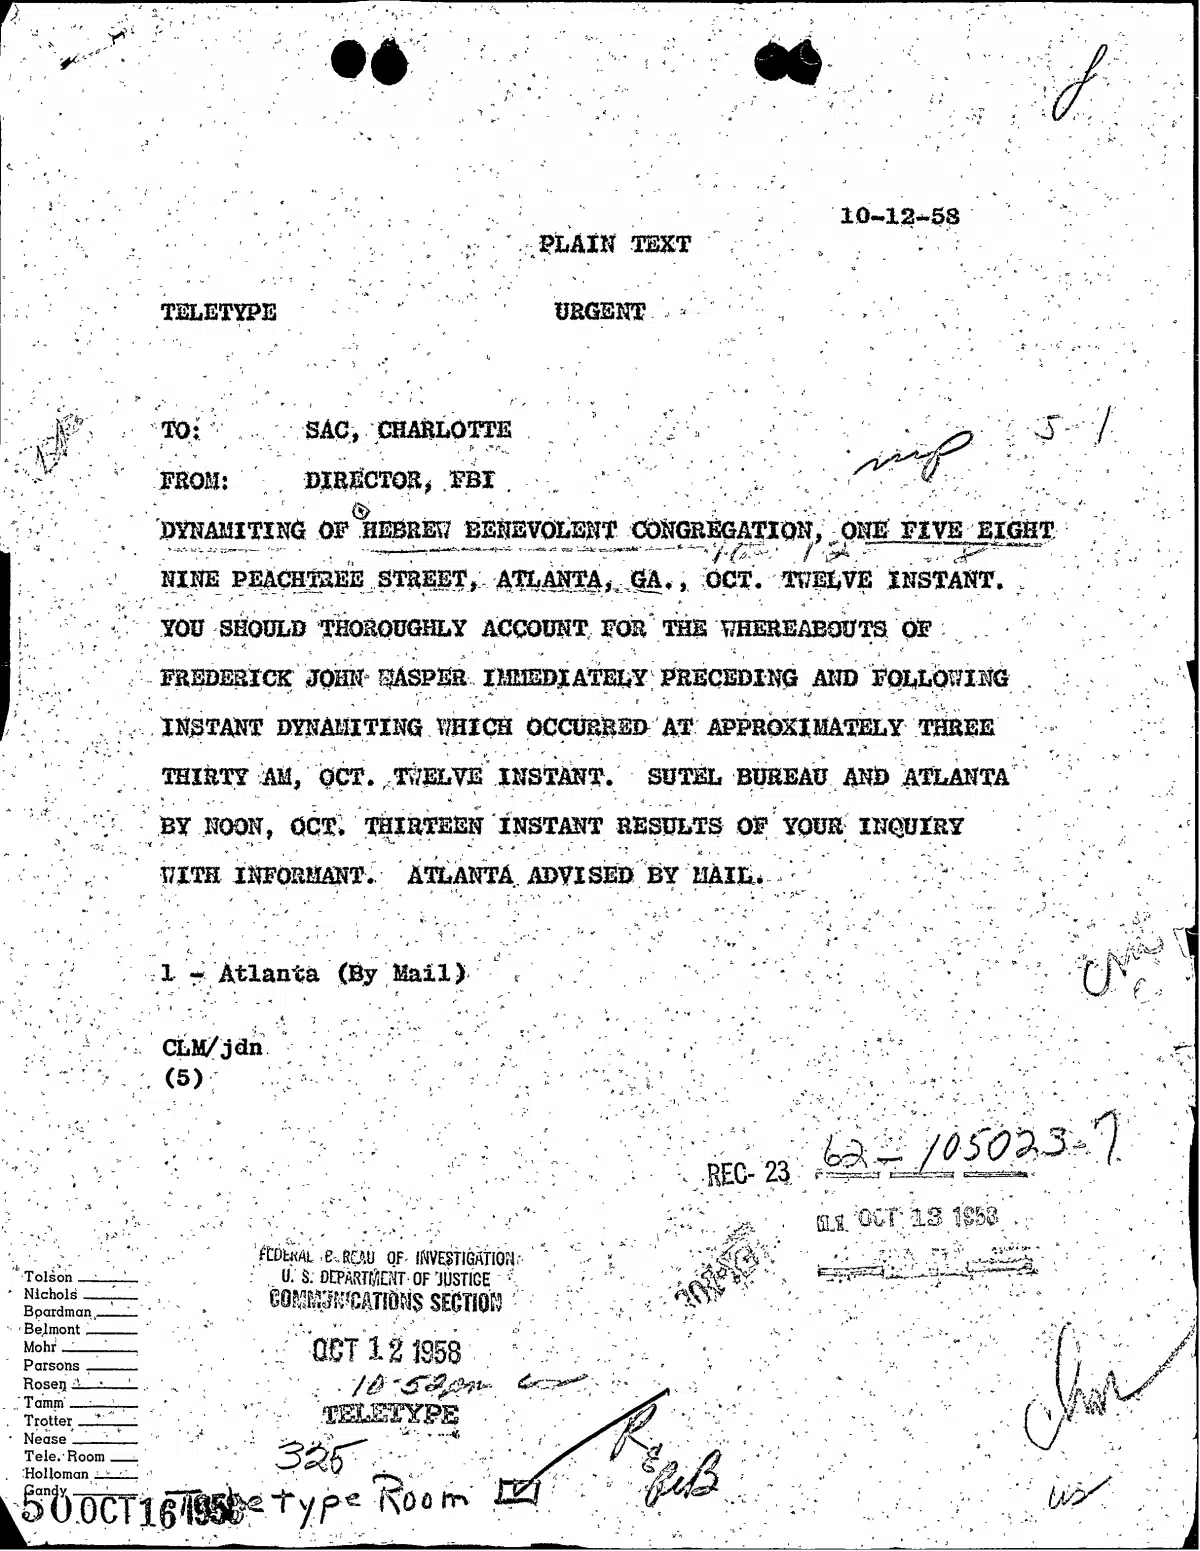 10-12-58
PLAIN TEXT
TELETYPE URGENT
TO: SAC, CHARLOTTE
5-1
FROM: DIRECTOR, FBI
DYNAMITING OF HEBREW BENEVOLENT CONGREGATION, ONE FIVE EIGHT
NINE PEACHTREE STREET, ATLANTA, GA., OCT. TWELVE INSTANT.
YOU SHOULD THOROUGHLY ACCOUNT FOR THE WHEREABOUTS OF
FREDERICK JOHN KASPER IMMEDIATELY PRECEDING AND FOLLOWING
INSTANT DYNAMITING WHICH OCCURRED AT APPROXIMATELY THREE
THIRTY AM, OCT. TWELVE INSTANT. SUTEL BUREAU AND ATLANTA
BY NOON, OCT. THIRTEEN INSTANT RESULTS OF YOUR INQUIRY
WITH INFORMANT. ATLANTA ADVISED BY MAIL.
1 - Atlanta (By Mail)
CLM/jdn
(5)
REC- 23 62-105023-7
OCT 13 1958
FEDERAL BUREAU OF INVESTIGATION
U. S. DEPARTMENT OF JUSTICE
COMMUNICATIONS SECTION
OCT 12 1958
10-52pm
TELETYPE
325
Tolson
Nichols
Boardman
Belmont
Mohr
Parsons
Rosen
Tamm
Trotter
Nease
Tele. Room
Holloman
Gandy
50 OCT 16 1958
Teletype Room